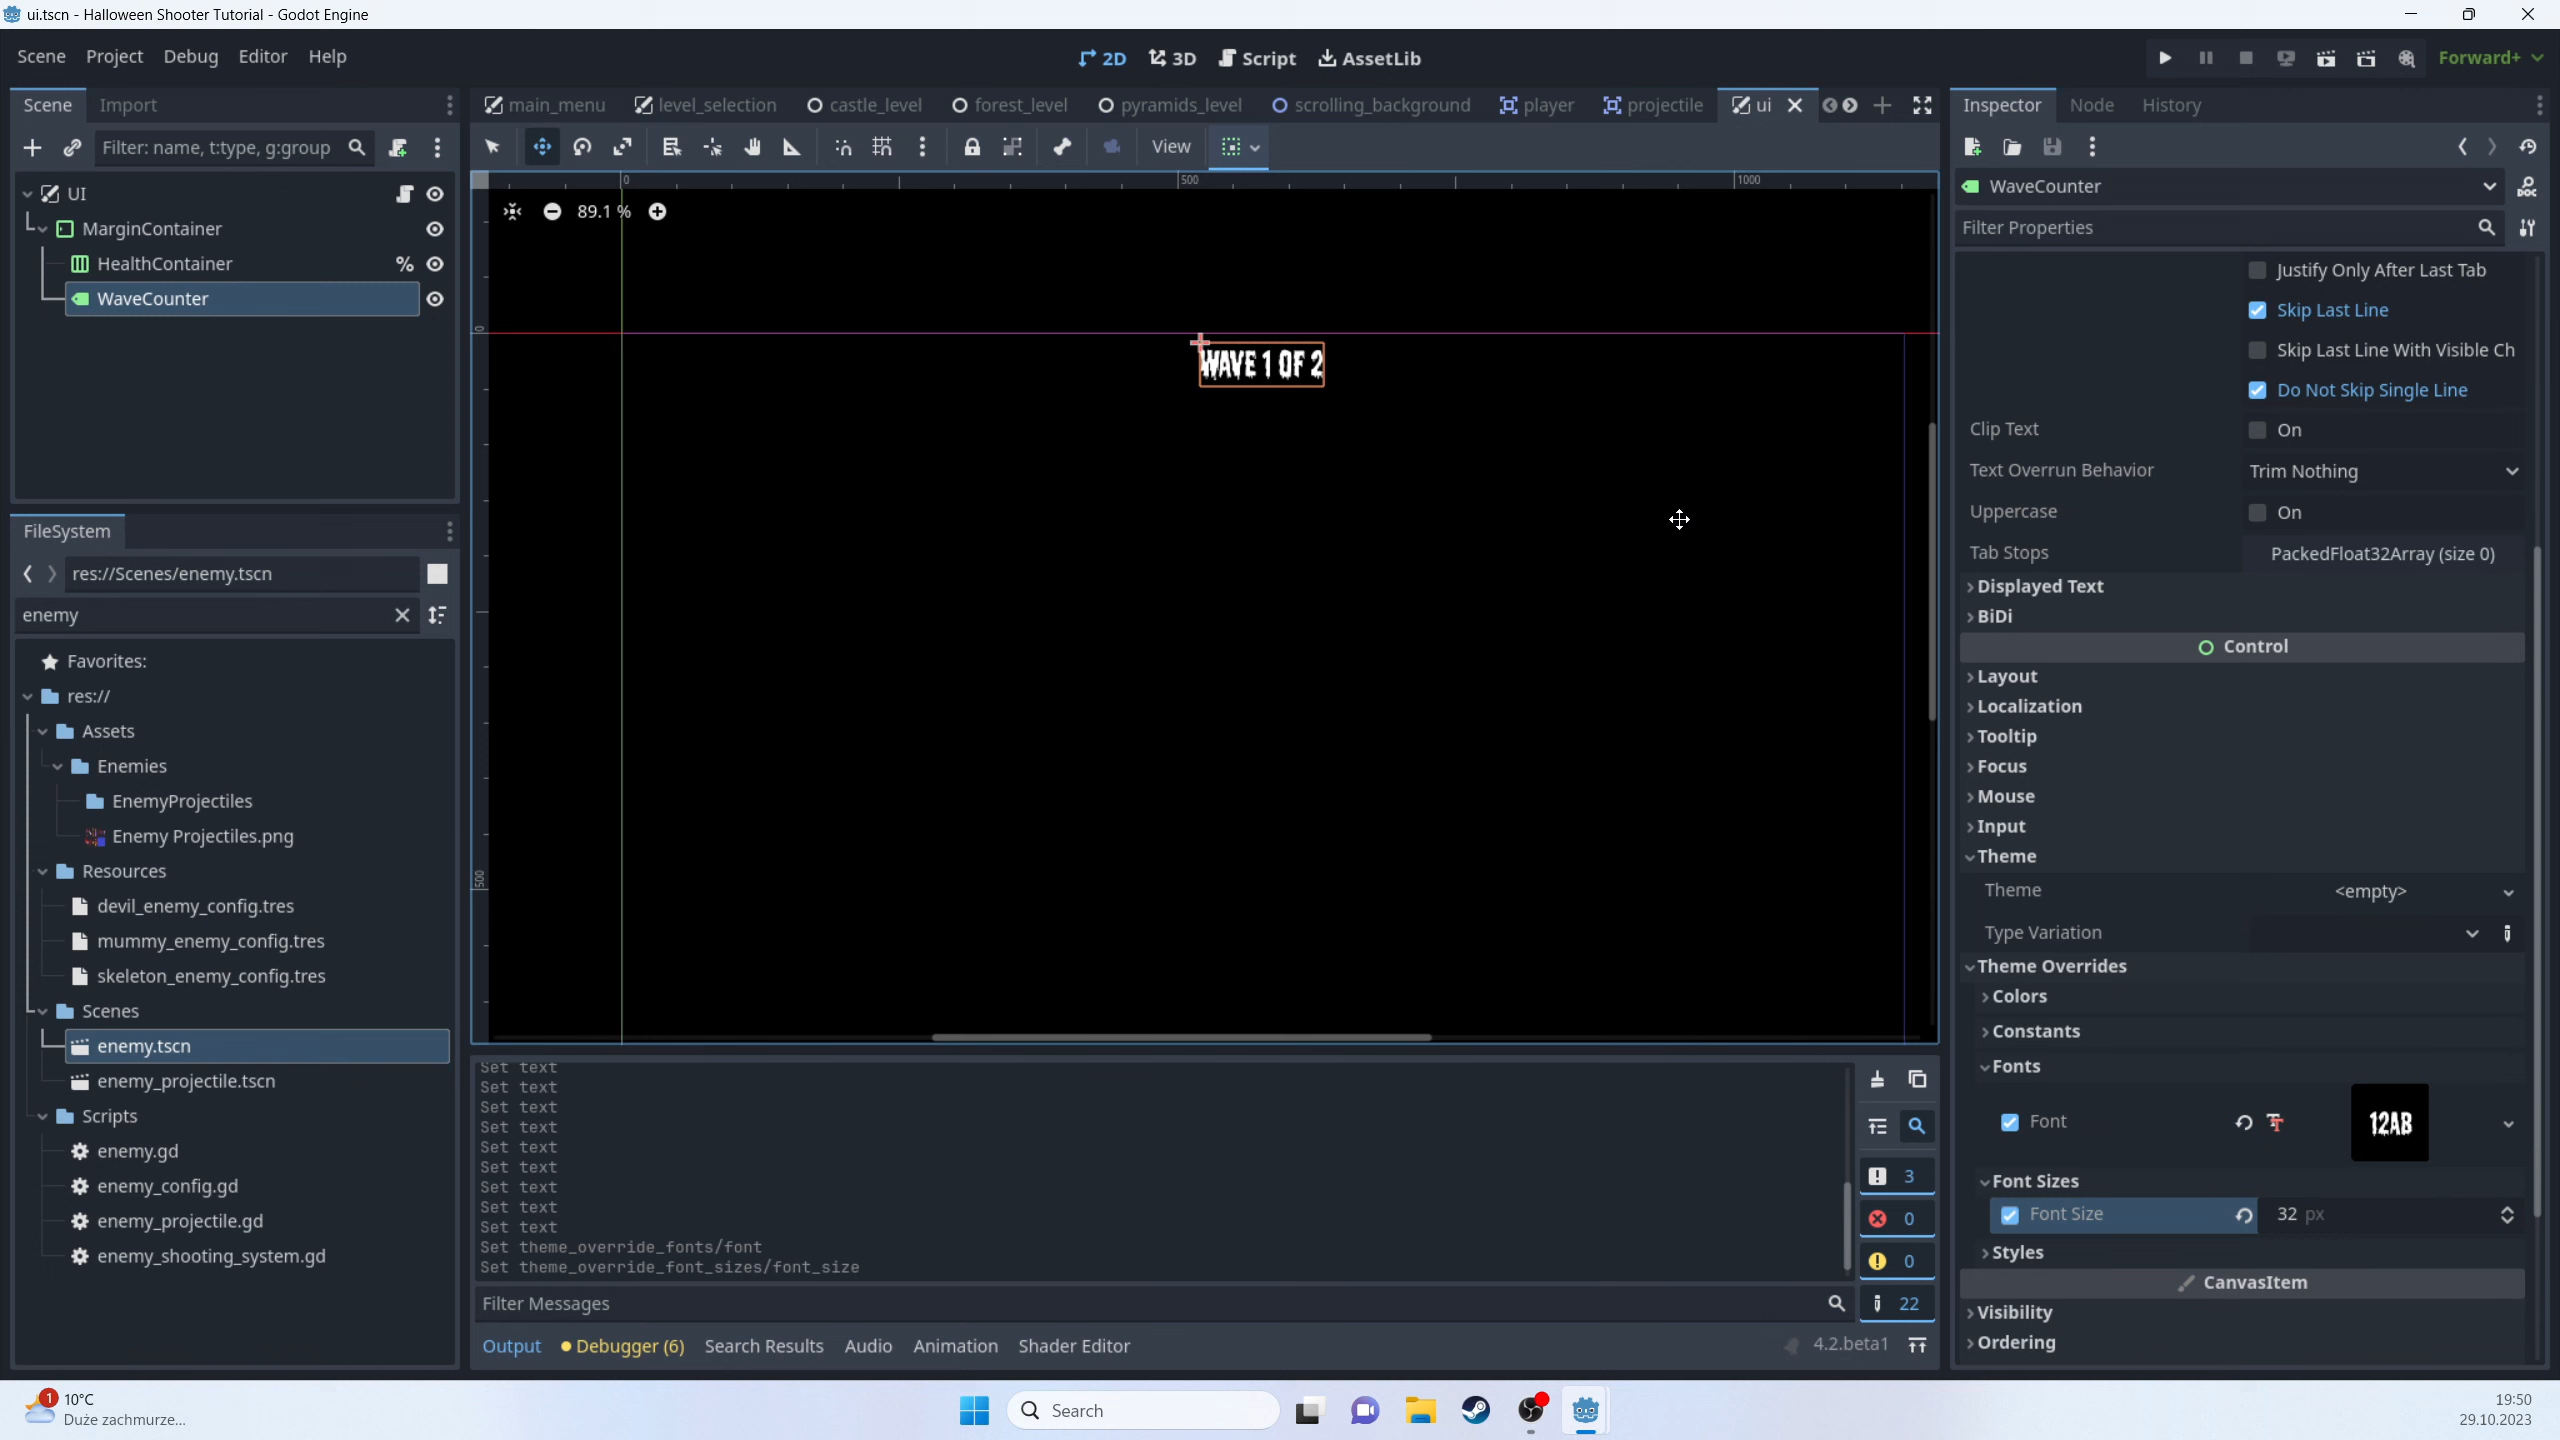 ui.tscn - Halloween Shooter Tutorial - Godot Engine
Scene Project Debug Editor Help
2D 3D Script AssetLib
Forward+
Scene Import
main_menu level_selection castle_level forest_level pyramids_level scrolling_background player projectile ui
Inspector Node History
Filter: name, t:type, g:group
View
WaveCounter
Filter Properties
UI
MarginContainer
HealthContainer %
WaveCounter
0 500 1000
89.1 %
0
500
WAVE 1 OF 2
Justify Only After Last Tab
Skip Last Line
Skip Last Line With Visible Ch
Do Not Skip Single Line
Clip Text On
Text Overrun Behavior Trim Nothing
Uppercase On
Tab Stops PackedFloat32Array (size 0)
Displayed Text
BiDi
Control
Layout
Localization
Tooltip
Focus
Mouse
Input
Theme
Theme <empty>
Type Variation
Theme Overrides
Colors
Constants
Fonts
Font 12AB
Font Sizes
Font Size 32 px
Styles
CanvasItem
Visibility
Ordering
FileSystem
res://Scenes/enemy.tscn
enemy
Favorites:
res://
Assets
Enemies
EnemyProjectiles
Enemy Projectiles.png
Resources
devil_enemy_config.tres
mummy_enemy_config.tres
skeleton_enemy_config.tres
Scenes
enemy.tscn
enemy_projectile.tscn
Scripts
enemy.gd
enemy_config.gd
enemy_projectile.gd
enemy_shooting_system.gd
Set text
Set text
Set text
Set text
Set text
Set text
Set text
Set text
Set text
Set theme_override_fonts/font
Set theme_override_font_sizes/font_size
3
0
0
22
Filter Messages
Output Debugger (6) Search Results Audio Animation Shader Editor
4.2.beta1
1
10°C
Duże zachmurze...
Search
19:50
29.10.2023